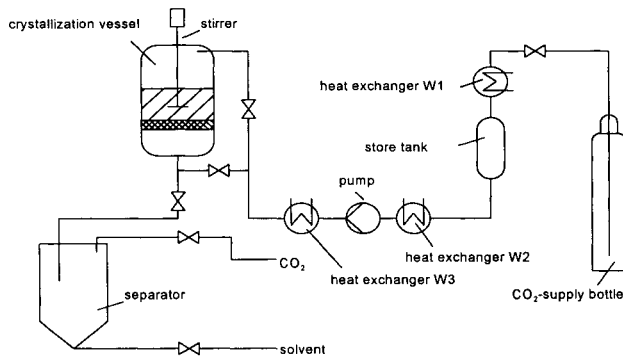 crystallization vessel
stirrer
heat exchanger W1
store tank
pump
heat exchanger W2
heat exchanger W3
CO₂
separator
CO₂-supply bottle
solvent